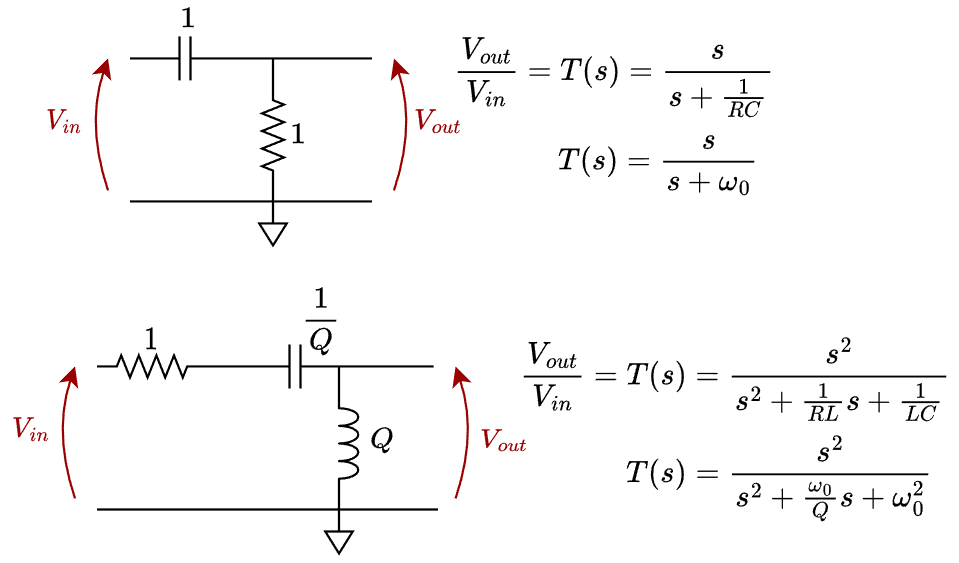 1
V_{in}
1
V_{out}
\frac{V_{out}}{V_{in}} = T(s) = \frac{s}{s + \frac{1}{RC}}
T(s) = \frac{s}{s + \omega_0}
1
\frac{1}{Q}
V_{in}
Q
V_{out}
\frac{V_{out}}{V_{in}} = T(s) = \frac{s^2}{s^2 + \frac{1}{RL}s + \frac{1}{LC}}
T(s) = \frac{s^2}{s^2 + \frac{\omega_0}{Q}s + \omega_0^2}